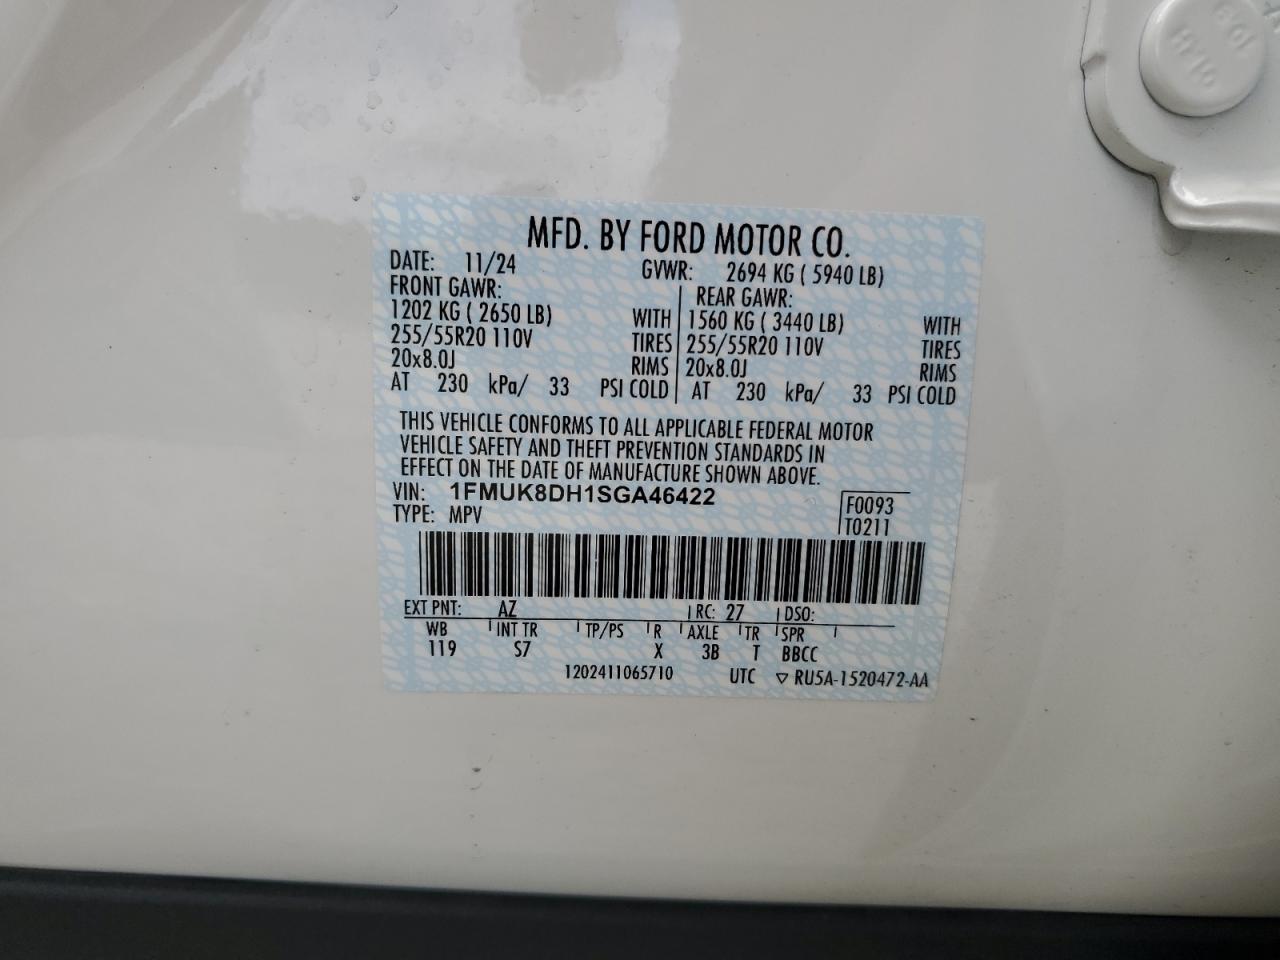 MFD. BY FORD MOTOR CO.
DATE: 11/24 GVWR: 2694 KG ( 5940 LB)
FRONT GAWR: REAR GAWR:
1202 KG ( 2650 LB) WITH 1560 KG ( 3440 LB) WITH
255/55R20 110V TIRES 255/55R20 110V TIRES
20x8.0J RIMS 20x8.0J RIMS
AT 230 kPa/ 33 PSI COLD AT 230 kPa/ 33 PSI COLD
THIS VEHICLE CONFORMS TO ALL APPLICABLE FEDERAL MOTOR
VEHICLE SAFETY AND THEFT PREVENTION STANDARDS IN
EFFECT ON THE DATE OF MANUFACTURE SHOWN ABOVE.
VIN: 1FMUK8DH1SGA46422 F0093
TYPE: MPV T0211
EXT PNT: AZ RC: 27 DSO:
WB INT TR TP/PS R AXLE TR SPR
119 S7 X 3B T BBCC
1202411065710 UTC ▽ RU5A-1520472-AA